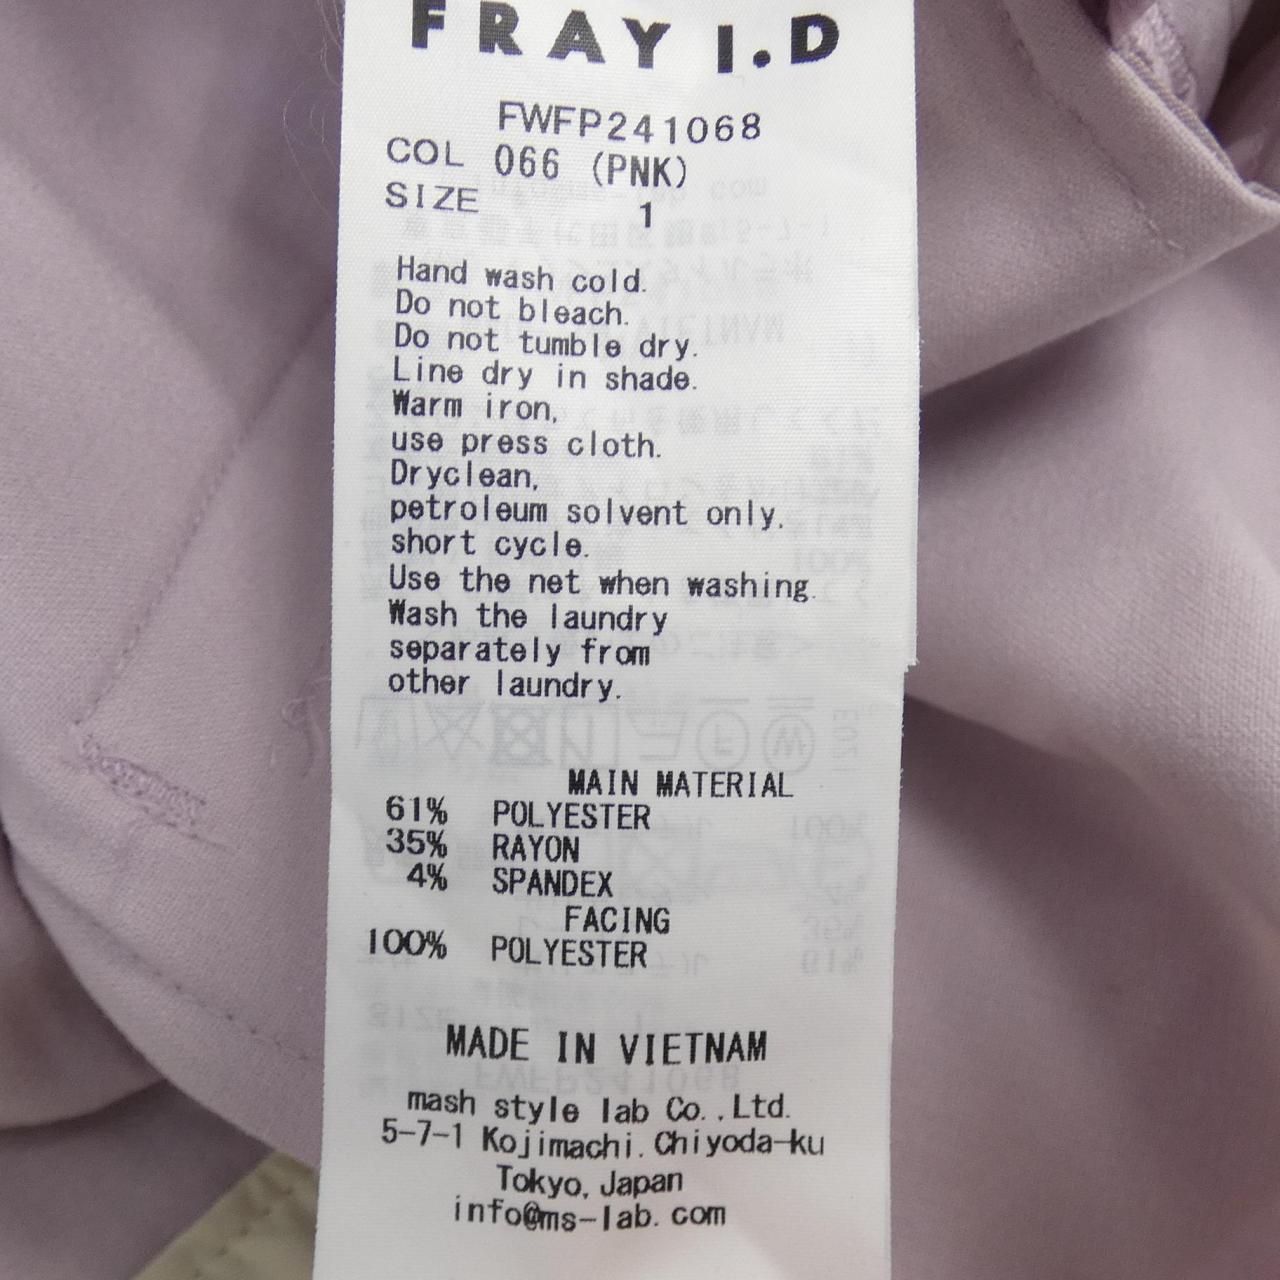 FRAY I.D
FWFP241068
COL 066 (PNK)
SIZE 1
Hand wash cold.
Do not bleach.
Do not tumble dry.
Line dry in shade.
Warm iron,
use press cloth.
Dryclean,
petroleum solvent only,
short cycle.
Use the net when washing.
Wash the laundry
separately from
other laundry.
MAIN MATERIAL
61% POLYESTER
35% RAYON
4% SPANDEX
FACING
100% POLYESTER
MADE IN VIETNAM
mash style lab Co.,Ltd.
5-7-1 Kojimachi. Chiyoda-ku
Tokyo, Japan
info@ms-lab.com